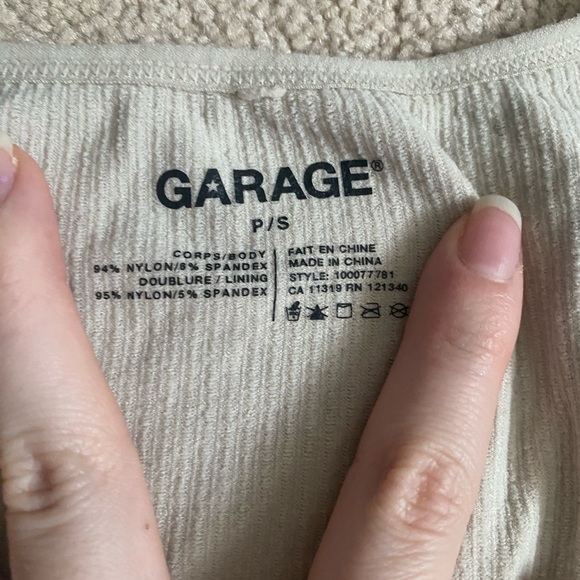 GARAGE®
P/S
CORPS/BODY
94% NYLON/6% SPANDEX
DOUBLURE / LINING
95% NYLON/5% SPANDEX
FAIT EN CHINE
MADE IN CHINA
STYLE: 100077781
CA 11319 RN 121340